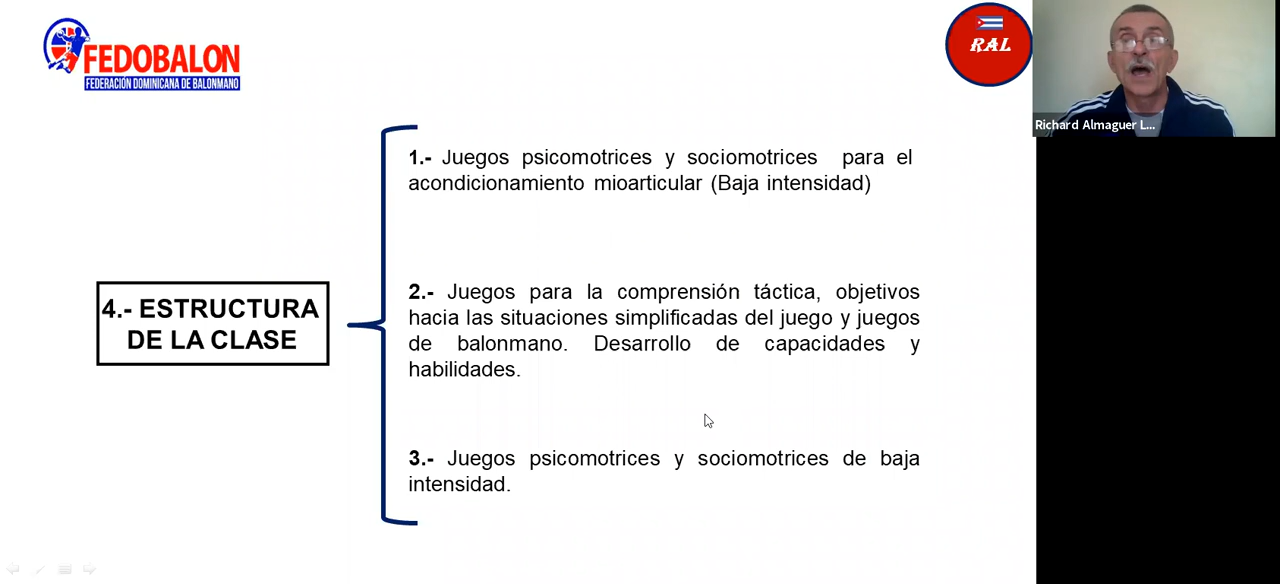 FEDOBALON
FEDERACIÓN DOMINICANA DE BALONMANO
RAL
Richard Almaguer L...
1.- Juegos psicomotrices y sociomotrices para el
acondicionamiento mioarticular (Baja intensidad)
4.- ESTRUCTURA
DE LA CLASE
2.- Juegos para la comprensión táctica, objetivos
hacia las situaciones simplificadas del juego y juegos
de balonmano. Desarrollo de capacidades y
habilidades.
3.- Juegos psicomotrices y sociomotrices de baja
intensidad.